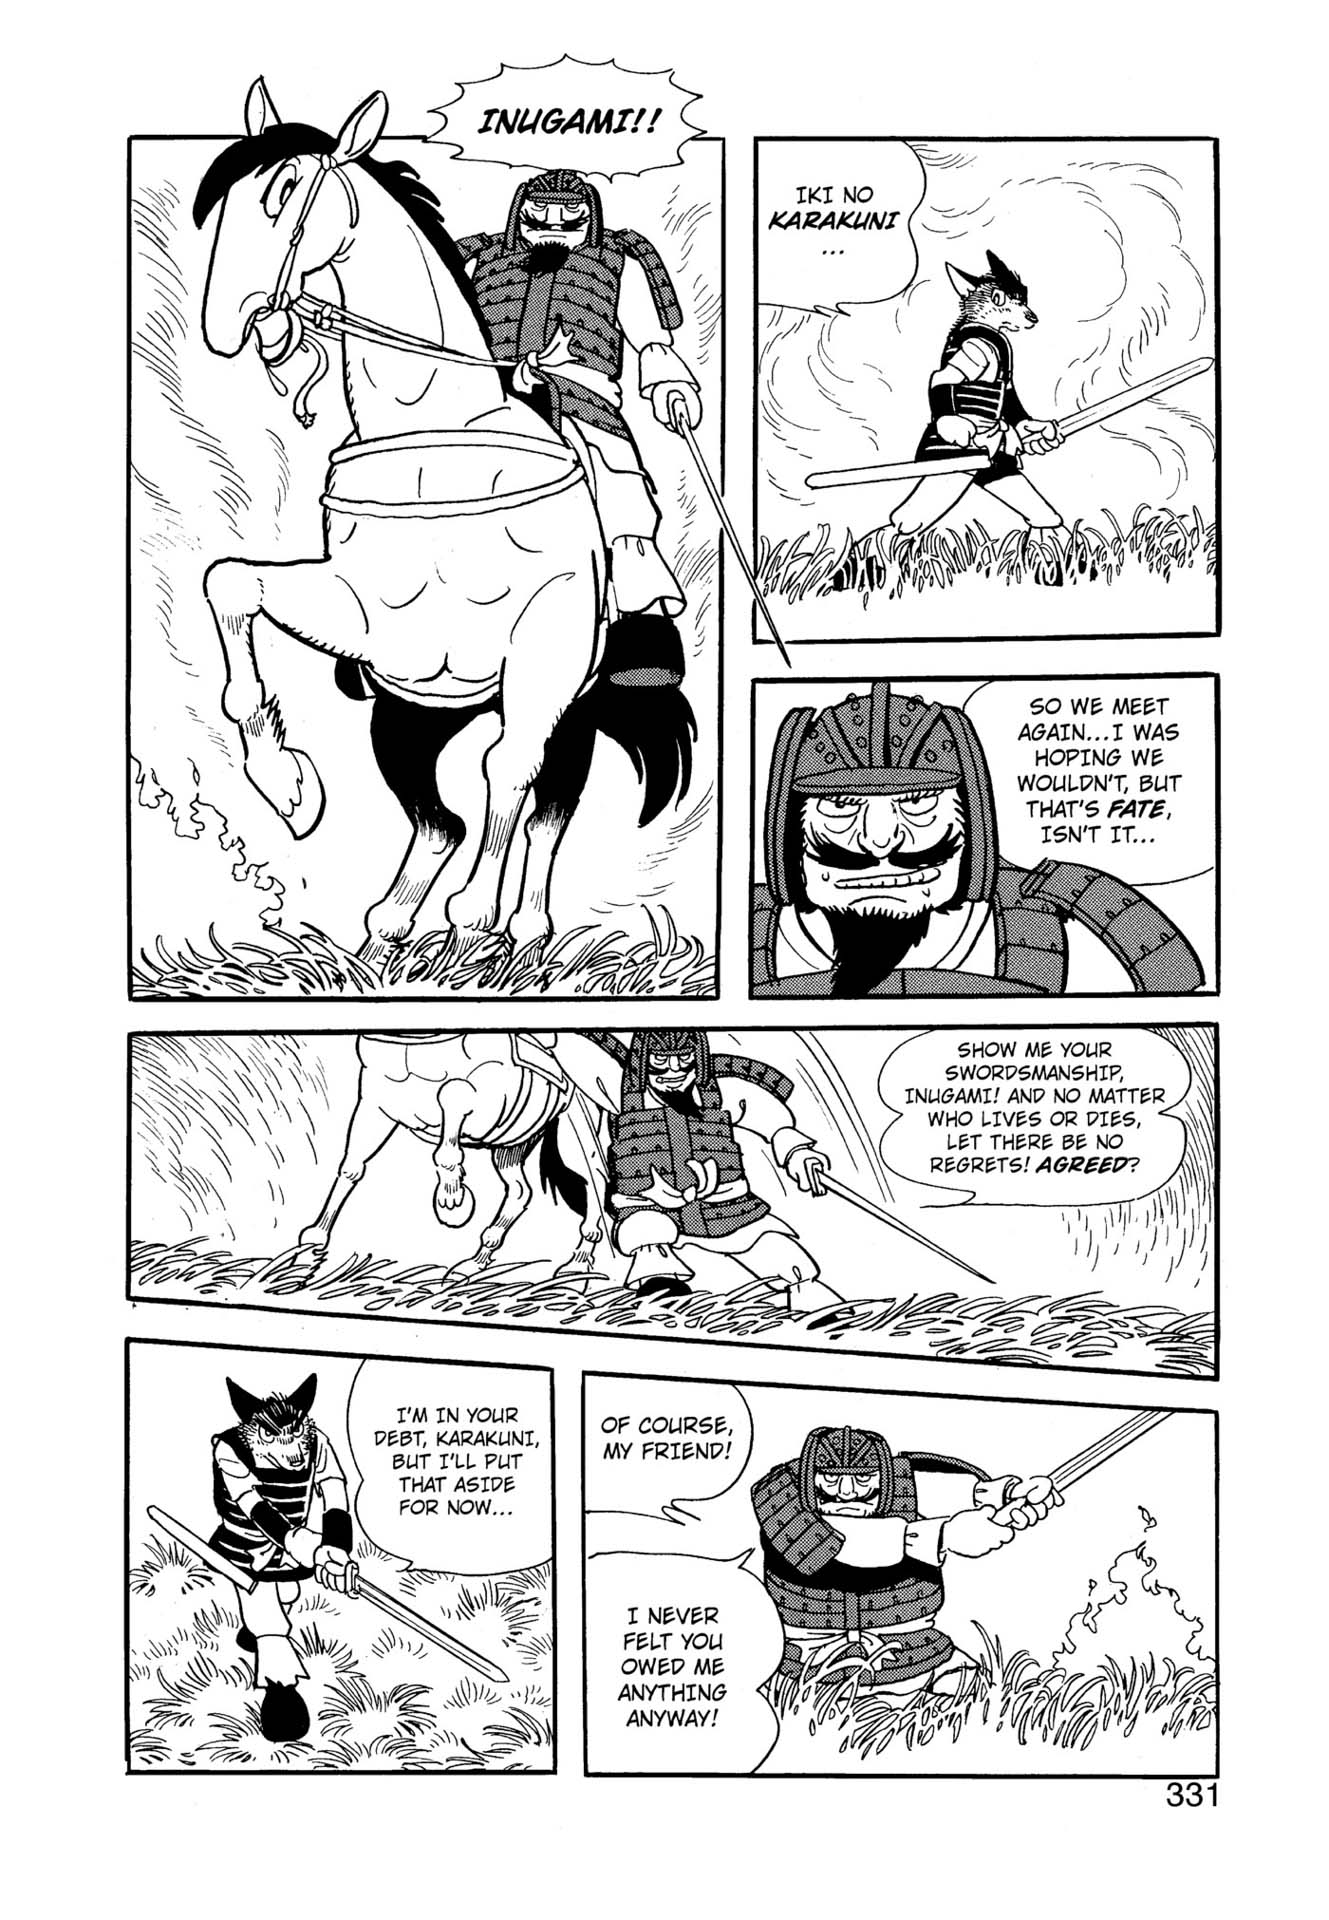 INUGAMI!!
IKI NO
KARAKUNI
...
SO WE MEET
AGAIN...I WAS
HOPING WE
WOULDN'T, BUT
THAT'S FATE,
ISN'T IT...
SHOW ME YOUR
SWORDSMANSHIP,
INUGAMI! AND NO MATTER
WHO LIVES OR DIES,
LET THERE BE NO
REGRETS! AGREED?
I'M IN YOUR
DEBT, KARAKUNI,
BUT I'LL PUT
THAT ASIDE
FOR NOW...
OF COURSE,
MY FRIEND!
I NEVER
FELT YOU
OWED ME
ANYTHING
ANYWAY!
331